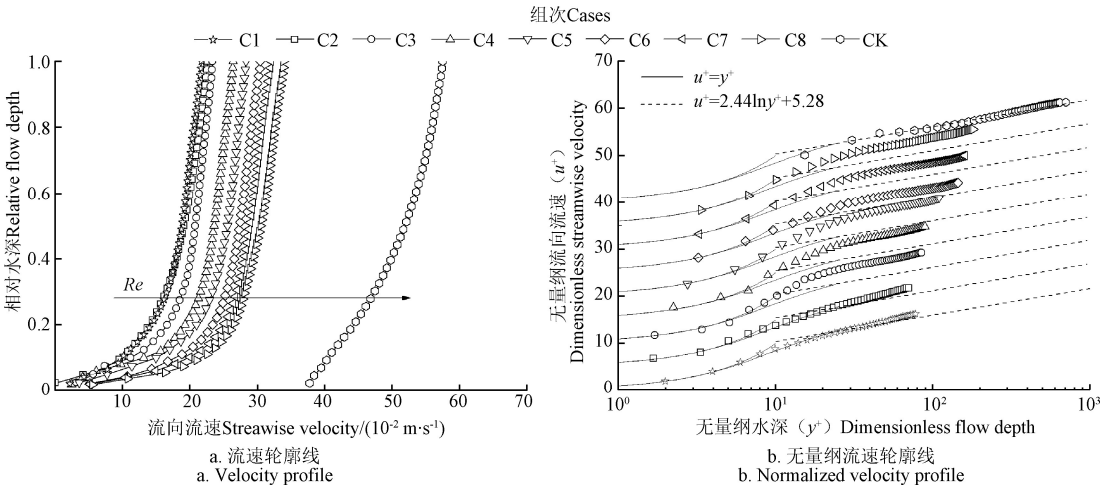 组次Cases
C1 C2 C3 C4 C5 C6 C7 C8 CK
相对水深Relative flow depth
1.0
0.8
0.6
0.4
0.2
0
Re
10 20 30 40 50 60 70
流向流速Streawise velocity/(10⁻² m·s⁻¹)
a. 流速轮廓线
a. Velocity profile
无量纲流向流速（u⁺）
Dimensionless streamwise velocity
u⁺=y⁺
u⁺=2.44lny⁺+5.28
60
50
40
30
20
10
0
10⁰ 10¹ 10² 10³
无量纲水深（y⁺）Dimensionless flow depth
b. 无量纲流速轮廓线
b. Normalized velocity profile